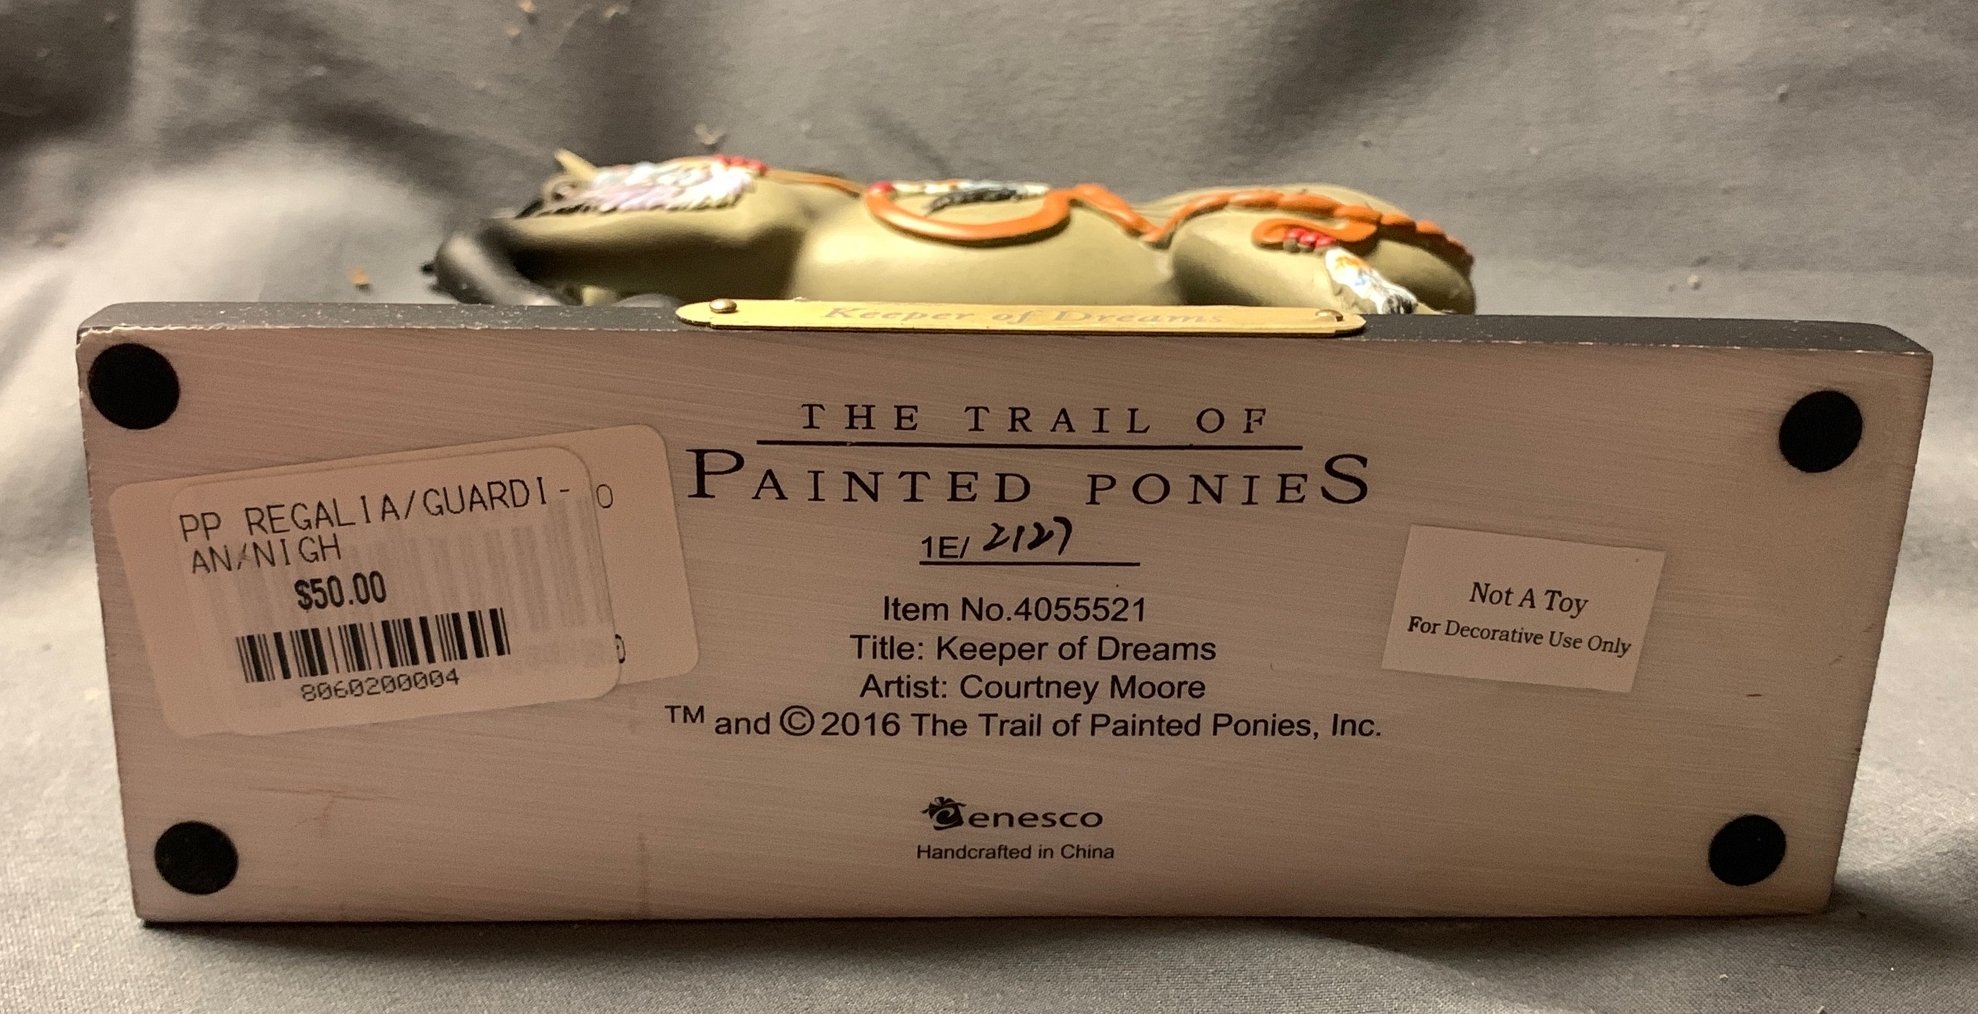 Keeper of Dreams
THE TRAIL OF
PAINTED PONIES
1E/ 2127
Item No.4055521
Title: Keeper of Dreams
Artist: Courtney Moore
TM and ©2016 The Trail of Painted Ponies, Inc.
enesco
Handcrafted in China
PP REGALIA/GUARDI-
AN/NIGH
$50.00
8060200004
Not A Toy
For Decorative Use Only